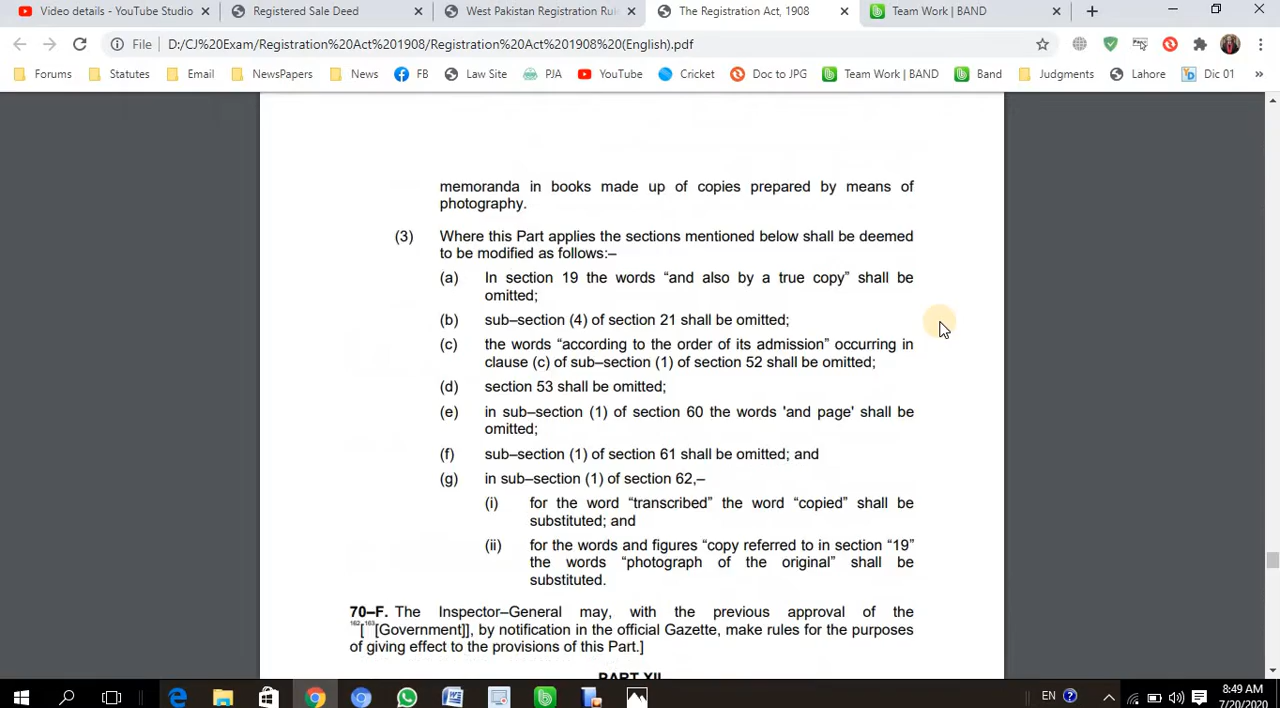 Video details - YouTube Studio
Registered Sale Deed
West Pakistan Registration Rul
The Registration Act, 1908
Team Work | BAND
File
D:/CJ%20Exam/Registration%20Act%201908/Registration%20Act%201908%20(English).pdf
Forums
Statutes
Email
NewsPapers
News
FB
Law Site
PJA
YouTube
Cricket
Doc to JPG
Team Work | BAND
Band
Judgments
Lahore
Dic 01
memoranda in books made up of copies prepared by means of
photography.
(3) Where this Part applies the sections mentioned below shall be deemed
to be modified as follows:–
(a) In section 19 the words “and also by a true copy” shall be
omitted;
(b) sub–section (4) of section 21 shall be omitted;
(c) the words “according to the order of its admission” occurring in
clause (c) of sub–section (1) of section 52 shall be omitted;
(d) section 53 shall be omitted;
(e) in sub–section (1) of section 60 the words 'and page' shall be
omitted;
(f) sub–section (1) of section 61 shall be omitted; and
(g) in sub–section (1) of section 62,–
(i) for the word “transcribed” the word “copied” shall be
substituted; and
(ii) for the words and figures “copy referred to in section “19”
the words “photograph of the original” shall be
substituted.
70–F. The Inspector–General may, with the previous approval of the
162[163[Government]], by notification in the official Gazette, make rules for the purposes
of giving effect to the provisions of this Part.]
PART XII
EN
8:49 AM
7/20/2020